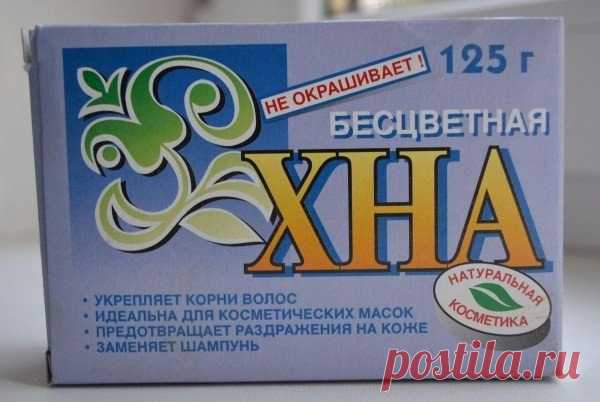 НЕ ОКРАШИВАЕТ!
125 г
БЕСЦВЕТНАЯ
ХНА
НАТУРАЛЬНАЯ
КОСМЕТИКА
• УКРЕПЛЯЕТ КОРНИ ВОЛОС
• ИДЕАЛЬНА ДЛЯ КОСМЕТИЧЕСКИХ МАСОК
• ПРЕДОТВРАЩАЕТ РАЗДРАЖЕНИЯ НА КОЖЕ
• ЗАМЕНЯЕТ ШАМПУНЬ
postila.ru